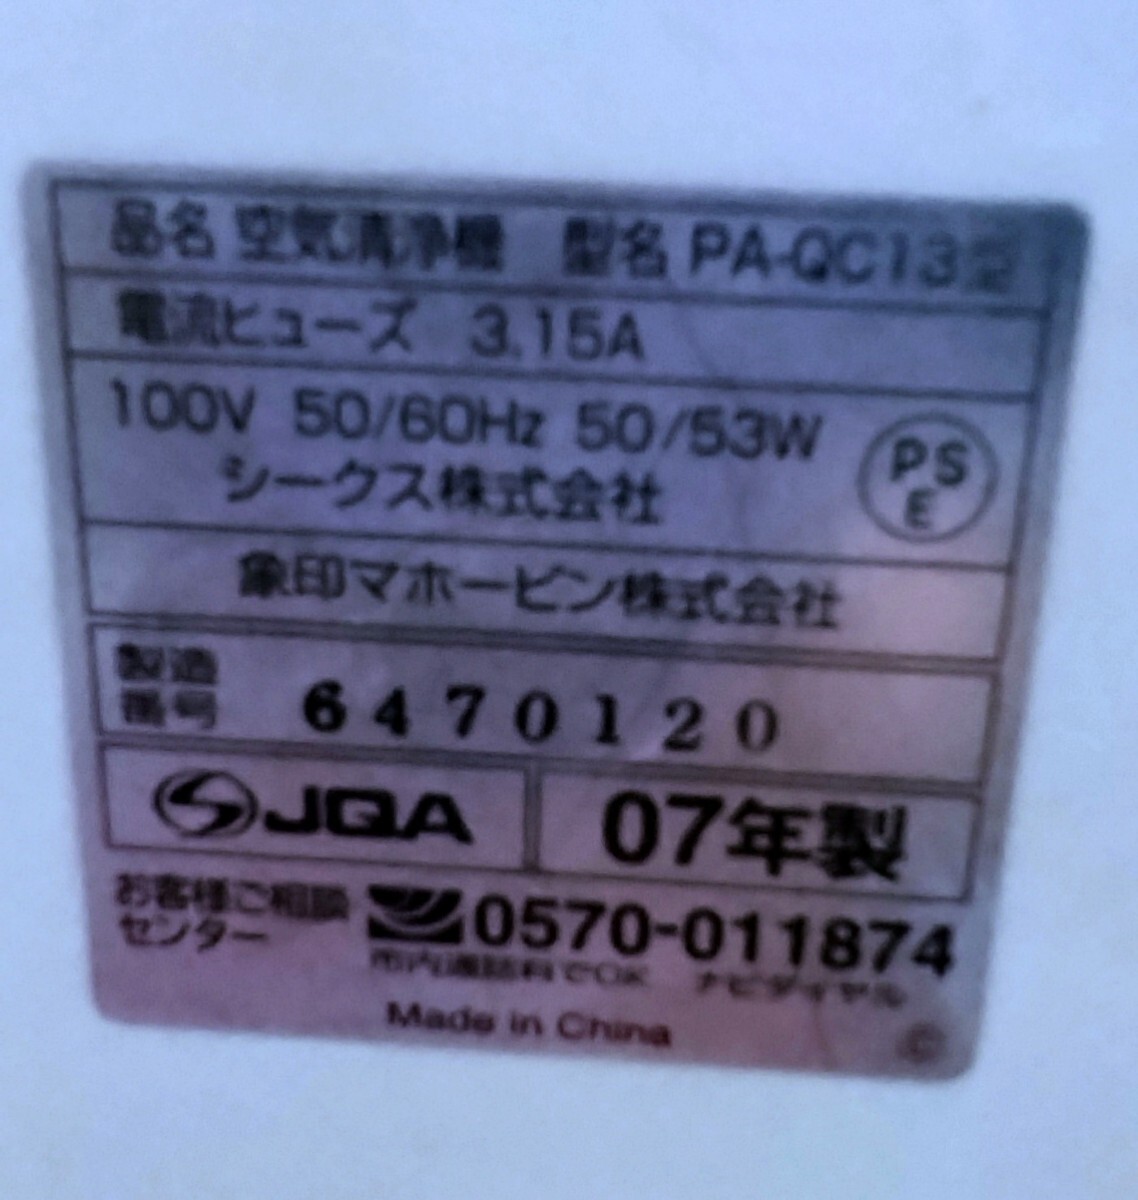 品名 空気清浄機 型名 PA-QC13型
電流ヒューズ 3.15A
100V 50/60Hz 50/53W
PS
E
シークス株式会社
象印マホービン株式会社
製造
番号
6470120
JQA
07年製
お客様ご相談
センター
0570-011874
市内通話料でOK ナビダイヤル
Made in China
C